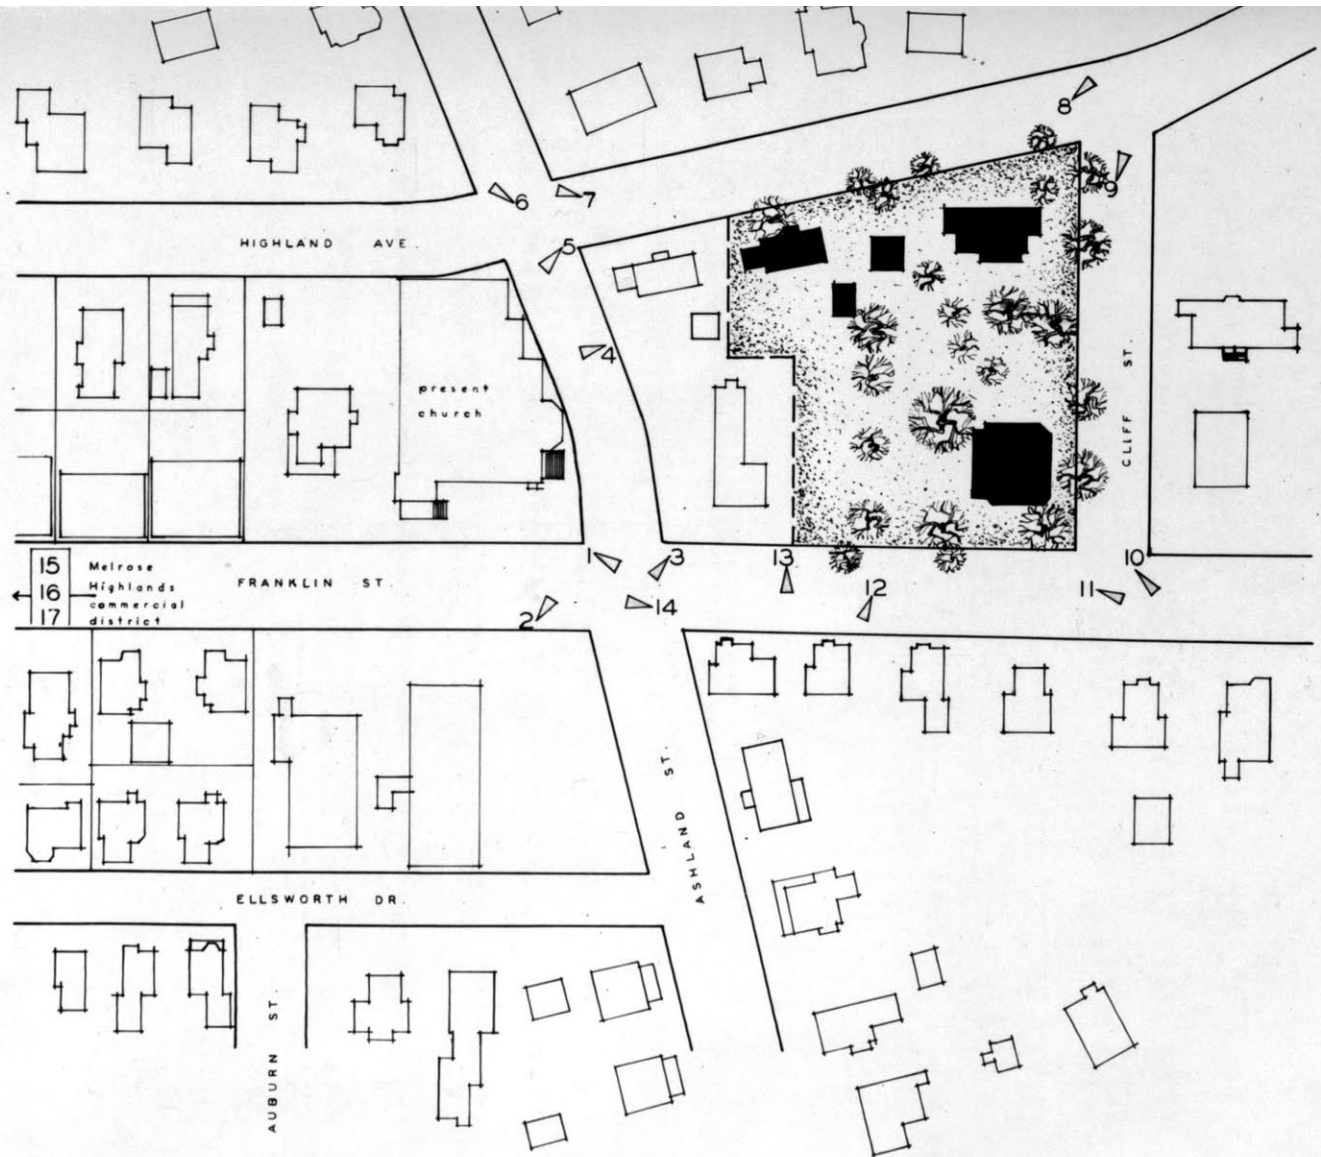 8
9
6
7
HIGHLAND AVE.
5
4
present
church
CLIFF ST.
1
3
13
10
15
16
17
Melrose
Highlands
commercial
district
FRANKLIN ST.
2
14
12
11
ASHLAND ST.
ELLSWORTH DR.
AUBURN ST.